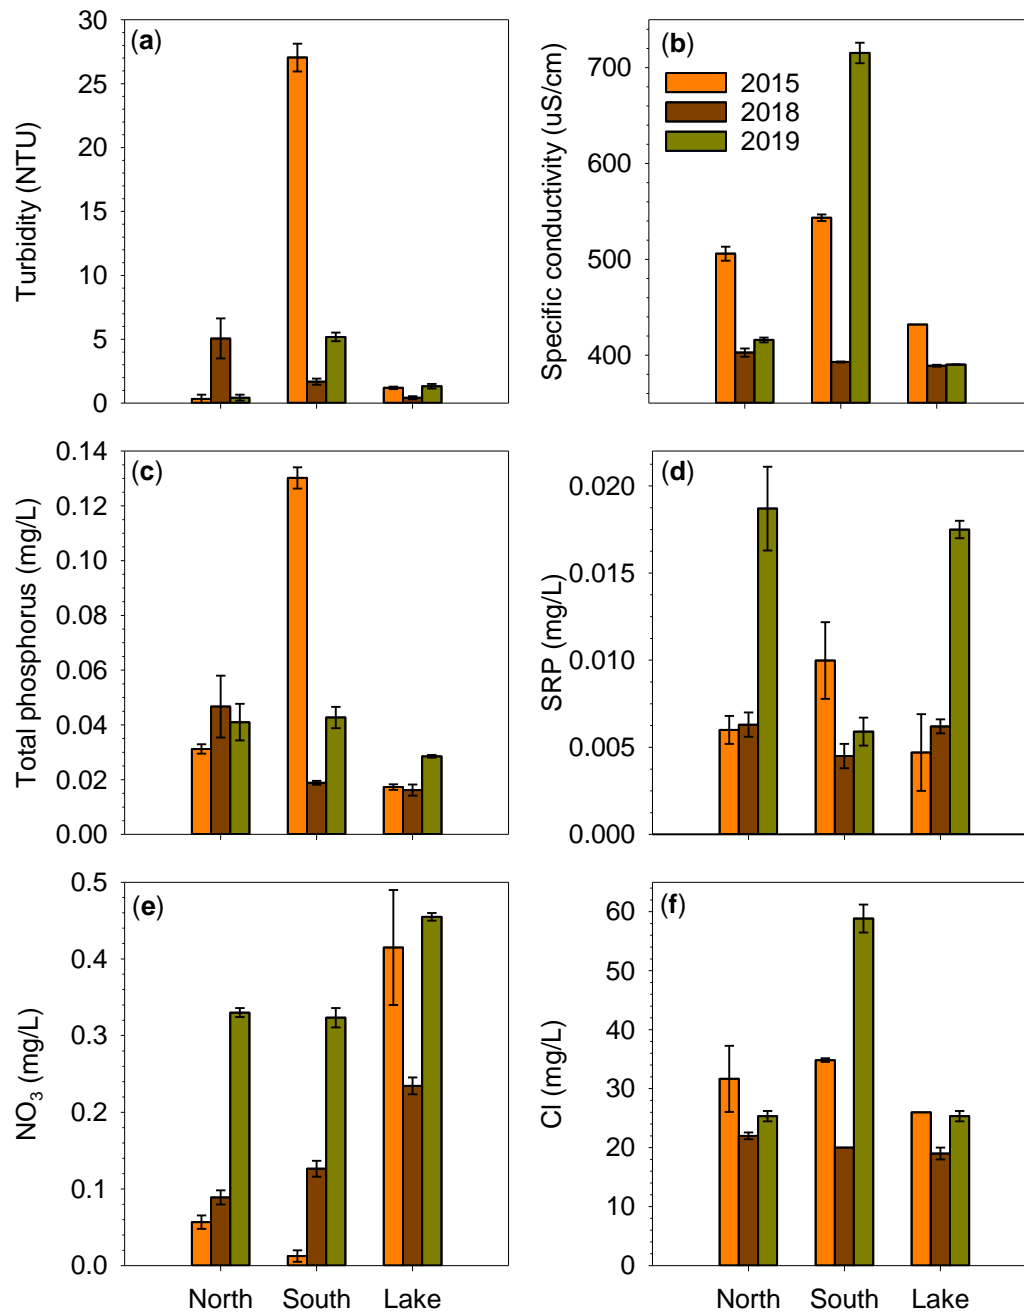 (a)
Turbidity (NTU)
30
25
20
15
10
5
0
(b)
Specific conductivity (uS/cm)
700
600
500
400
2015
2018
2019
(c)
Total phosphorus (mg/L)
0.14
0.12
0.10
0.08
0.06
0.04
0.02
0.00
(d)
SRP (mg/L)
0.020
0.015
0.010
0.005
0.000
(e)
NO₃ (mg/L)
0.5
0.4
0.3
0.2
0.1
0.0
North South Lake
(f)
Cl (mg/L)
60
50
40
30
20
10
0
North South Lake